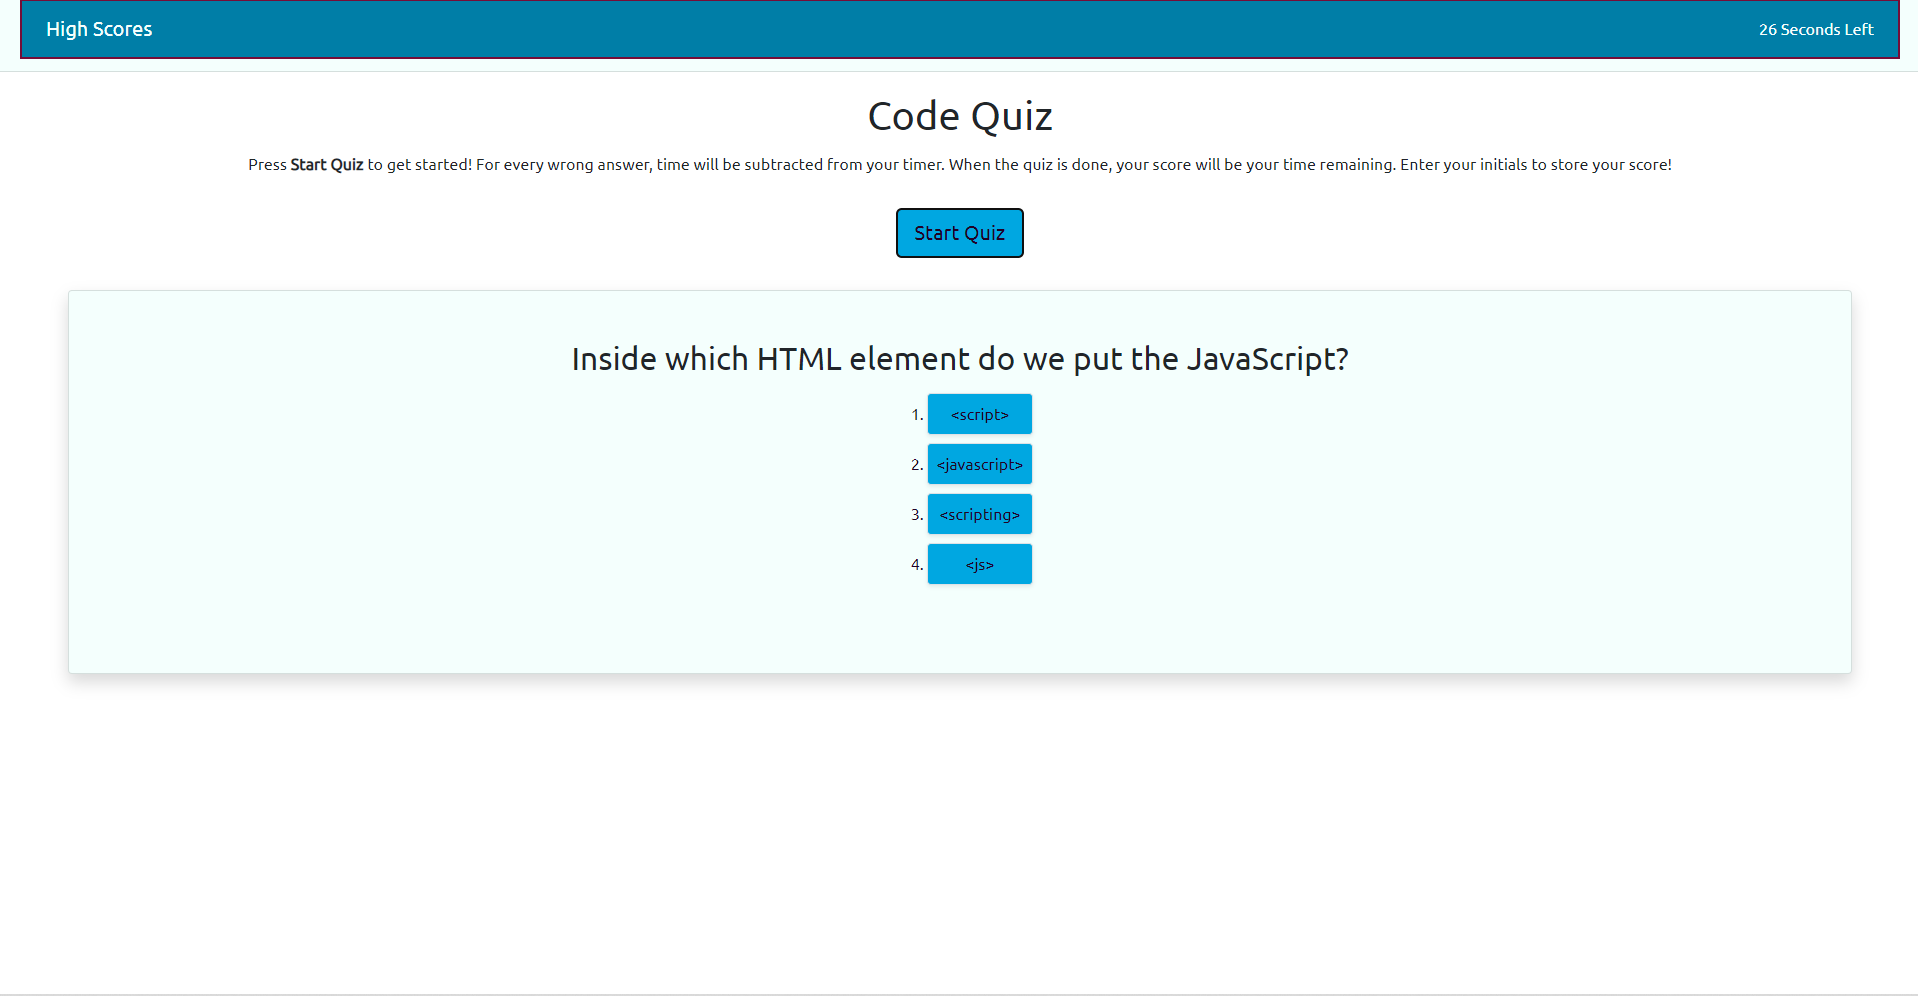 High Scores
26 Seconds Left
Code Quiz
Press Start Quiz to get started! For every wrong answer, time will be subtracted from your timer. When the quiz is done, your score will be your time remaining. Enter your initials to store your score!
Start Quiz
Inside which HTML element do we put the JavaScript?
1. <script>
2. <javascript>
3. <scripting>
4. <js>